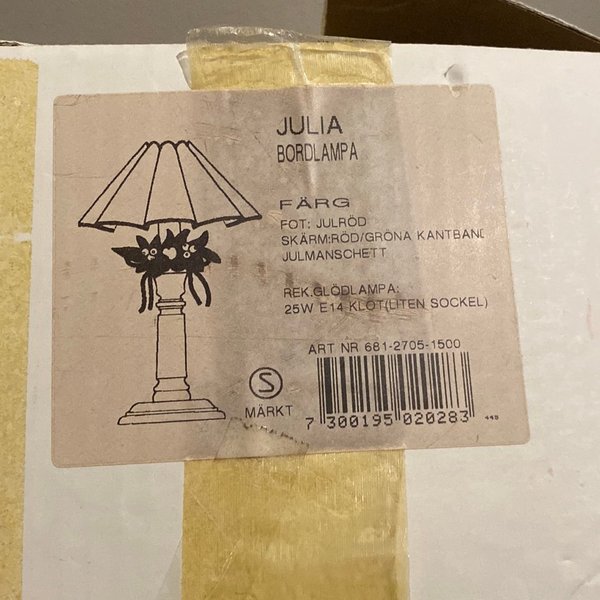 JULIA
BORDLAMPA
FÄRG
FOT: JULRÖD
SKÄRM:RÖD/GRÖNA KANTBAND
JULMANSCHETT
REK.GLÖDLAMPA:
25W E14 KLOT(LITEN SOCKEL)
ART NR 681-2705-1500
S
MÄRKT
7 300195 020283